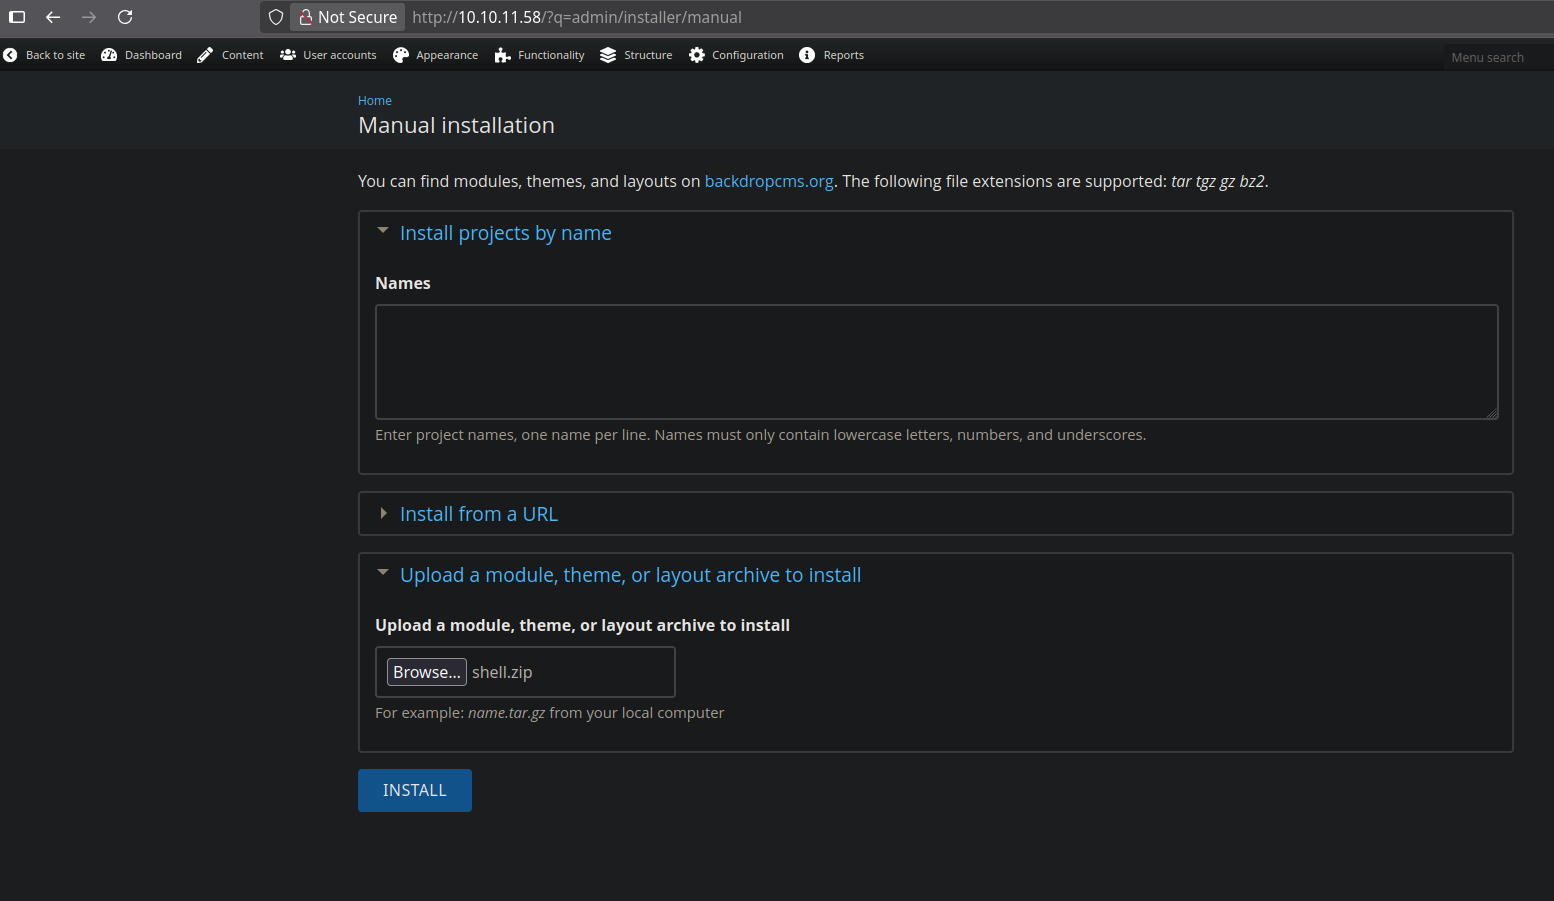 Not Secure http://10.10.11.58/?q=admin/installer/manual
Back to site Dashboard Content User accounts Appearance Functionality Structure Configuration Reports Menu search
Home
Manual installation
You can find modules, themes, and layouts on backdropcms.org. The following file extensions are supported: tar tgz gz bz2.
Install projects by name
Names
Enter project names, one name per line. Names must only contain lowercase letters, numbers, and underscores.
Install from a URL
Upload a module, theme, or layout archive to install
Upload a module, theme, or layout archive to install
Browse... shell.zip
For example: name.tar.gz from your local computer
INSTALL